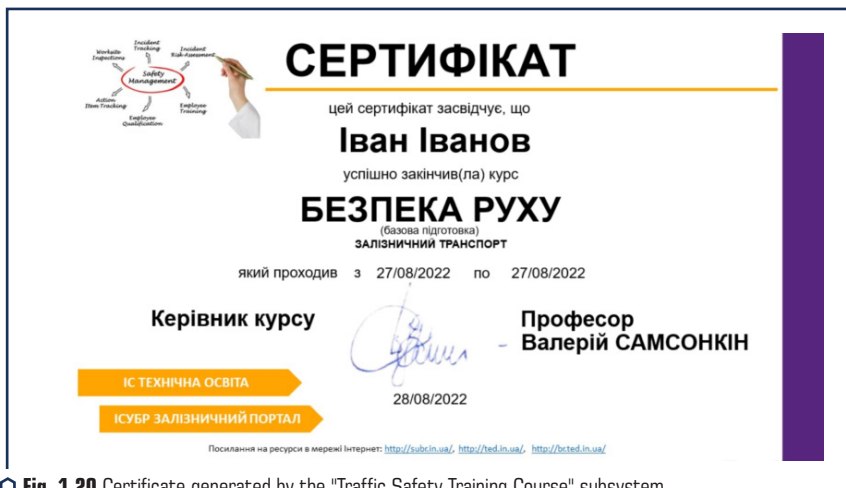 Incident
Tracking
Worksite
Inspections
Incident
Risk-Assessment
Safety
Management
Action
Item-Tracking
Employee
Training
Employee
Qualification
СЕРТИФІКАТ
цей сертифікат засвідчує, що
Іван Іванов
успішно закінчив(ла) курс
БЕЗПЕКА РУХУ
(базова підготовка)
ЗАЛІЗНИЧНИЙ ТРАНСПОРТ
який проходив з 27/08/2022 по 27/08/2022
Керівник курсу
Професор
- Валерій САМСОНКІН
ІС ТЕХНІЧНА ОСВІТА
28/08/2022
ІСУБР ЗАЛІЗНИЧНИЙ ПОРТАЛ
Посилання на ресурси в мережі Інтернет: http://subr.in.ua/, http://ted.in.ua/, http://bcted.in.ua/
Fig. 1.20 Certificate generated by the "Traffic Safety Training Course" subsystem